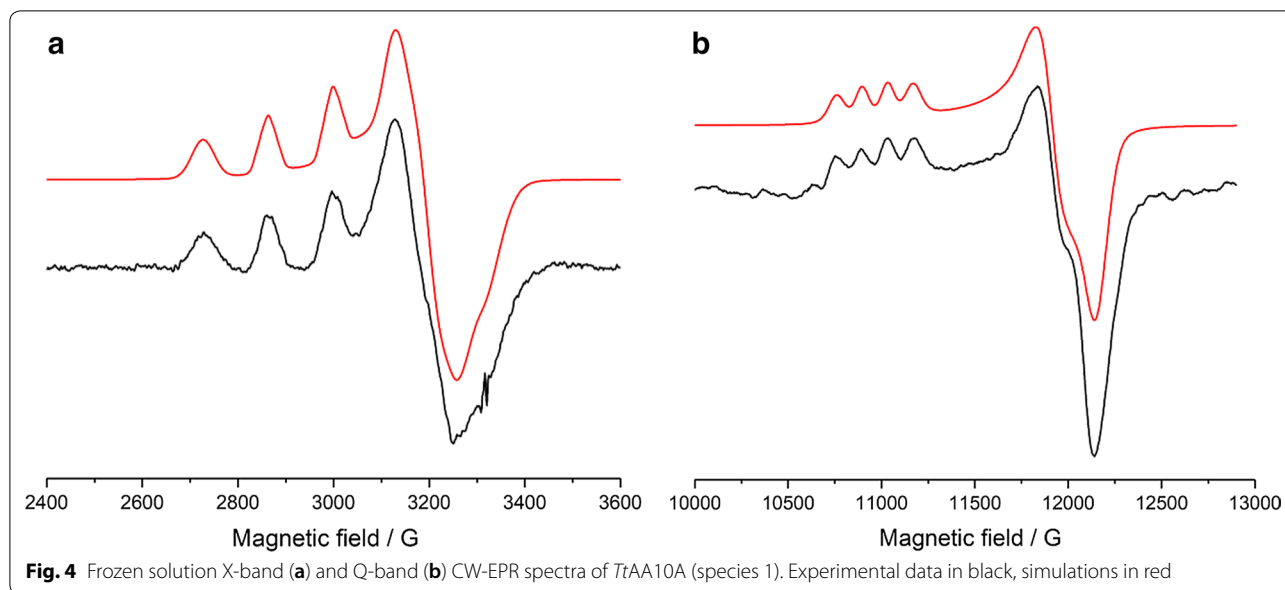 a
b
2400 2600 2800 3000 3200 3400 3600
Magnetic field / G
10000 10500 11000 11500 12000 12500 13000
Magnetic field / G
Fig. 4 Frozen solution X-band (a) and Q-band (b) CW-EPR spectra of TtAA10A (species 1). Experimental data in black, simulations in red